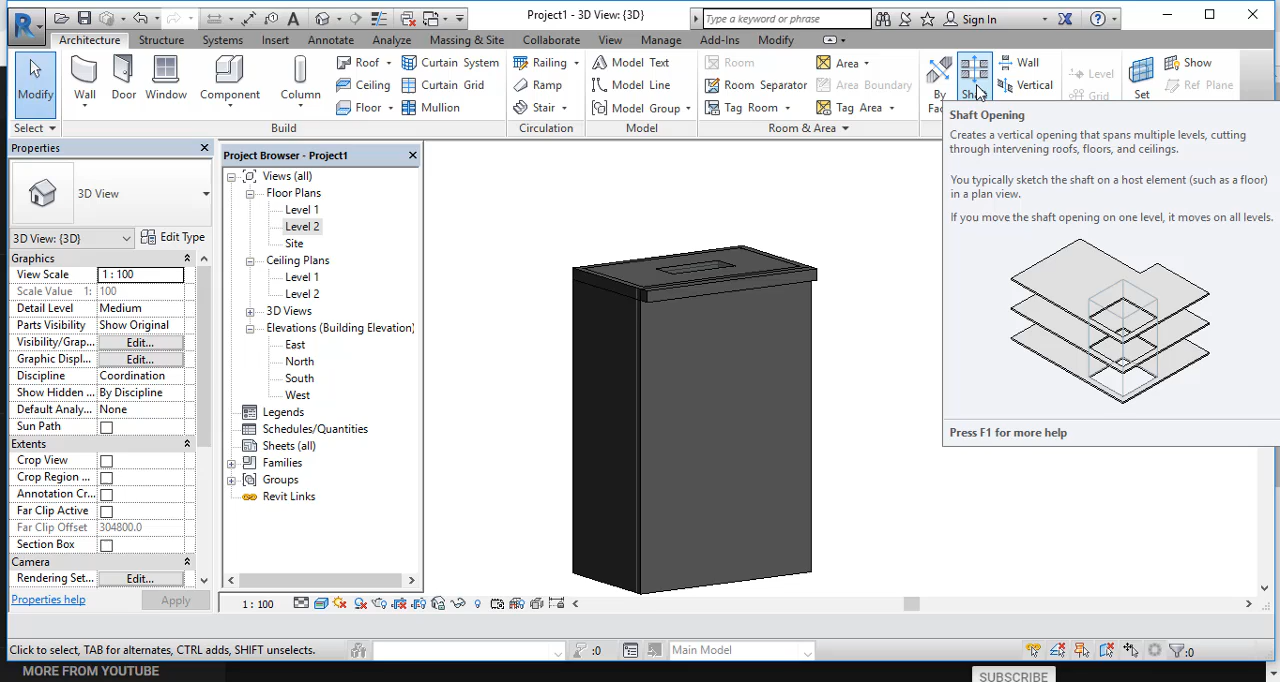 Project1 - 3D View: {3D}
Type a keyword or phrase
Sign In
Architecture Structure Systems Insert Annotate Analyze Massing & Site Collaborate View Manage Add-Ins Modify
Modify
Wall
Door
Window
Component
Column
Roof
Ceiling
Floor
Curtain System
Curtain Grid
Mullion
Railing
Ramp
Stair
Model Text
Model Line
Model Group
Room
Room Separator
Tag Room
Area
Area Boundary
Tag Area
By
Wall
Vertical
Level
Grid
Set
Show
Ref Plane
Select
Build
Circulation
Model
Room & Area
Properties
3D View
3D View: {3D}
Edit Type
Graphics
View Scale 1 : 100
Scale Value 1: 100
Detail Level Medium
Parts Visibility Show Original
Visibility/Grap... Edit...
Graphic Displ... Edit...
Discipline Coordination
Show Hidden ... By Discipline
Default Analy... None
Sun Path
Extents
Crop View
Crop Region ...
Annotation Cr...
Far Clip Active
Far Clip Offset 304800.0
Section Box
Camera
Rendering Set... Edit...
Properties help
Apply
Project Browser - Project1
Views (all)
Floor Plans
Level 1
Level 2
Site
Ceiling Plans
Level 1
Level 2
3D Views
Elevations (Building Elevation)
East
North
South
West
Legends
Schedules/Quantities
Sheets (all)
Families
Groups
Revit Links
Shaft Opening
Creates a vertical opening that spans multiple levels, cutting
through intervening roofs, floors, and ceilings.
You typically sketch the shaft on a host element (such as a floor)
in a plan view.
If you move the shaft opening on one level, it moves on all levels.
Press F1 for more help
1 : 100
Click to select, TAB for alternates, CTRL adds, SHIFT unselects.
:0
Main Model
:0
MORE FROM YOUTUBE
SUBSCRIBE